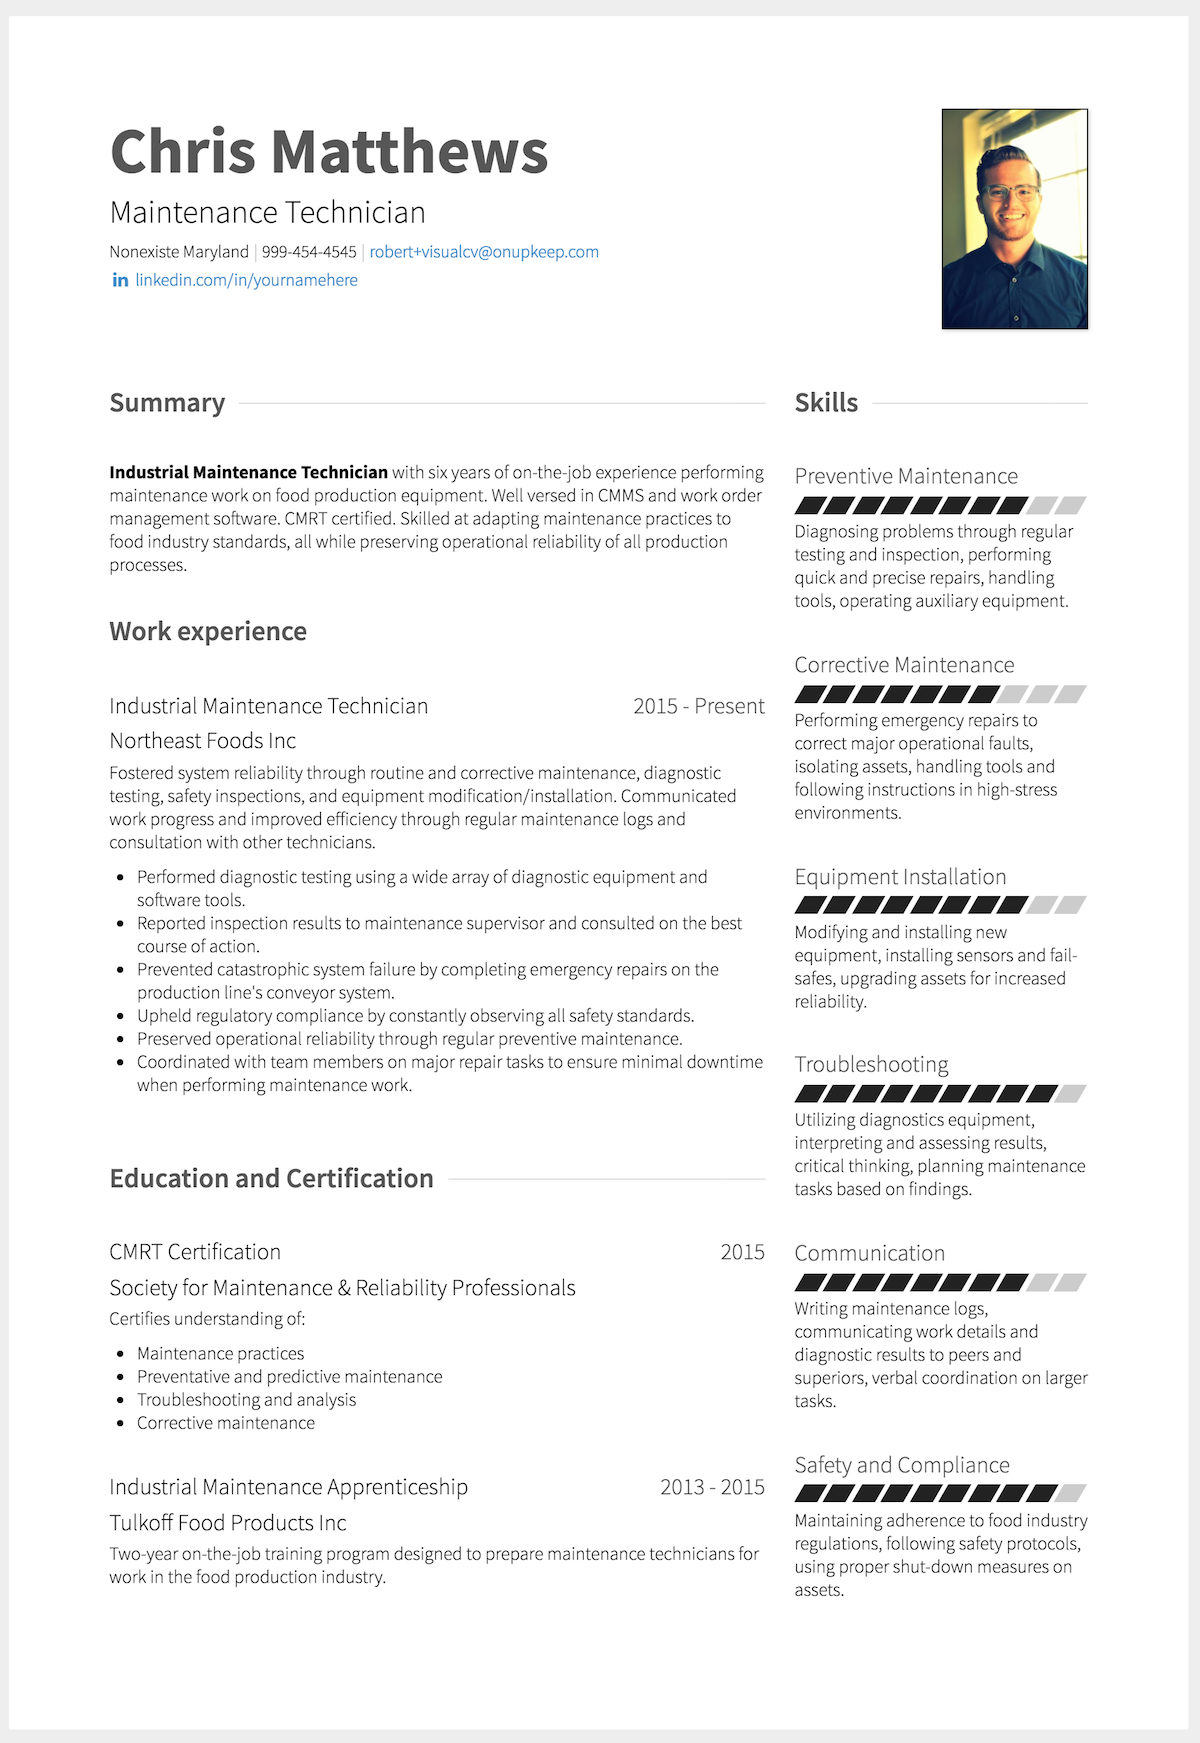 Chris Matthews
Maintenance Technician
Nonexiste Maryland | 999-454-4545 | robert+visualcv@onupkeep.com
in linkedin.com/in/yournamehere
Summary
Industrial Maintenance Technician with six years of on-the-job experience performing
maintenance work on food production equipment. Well versed in CMMS and work order
management software. CMRT certified. Skilled at adapting maintenance practices to
food industry standards, all while preserving operational reliability of all production
processes.
Work experience
Industrial Maintenance Technician 2015 - Present
Northeast Foods Inc
Fostered system reliability through routine and corrective maintenance, diagnostic
testing, safety inspections, and equipment modification/installation. Communicated
work progress and improved efficiency through regular maintenance logs and
consultation with other technicians.
• Performed diagnostic testing using a wide array of diagnostic equipment and
software tools.
• Reported inspection results to maintenance supervisor and consulted on the best
course of action.
• Prevented catastrophic system failure by completing emergency repairs on the
production line's conveyor system.
• Upheld regulatory compliance by constantly observing all safety standards.
• Preserved operational reliability through regular preventive maintenance.
• Coordinated with team members on major repair tasks to ensure minimal downtime
when performing maintenance work.
Education and Certification
CMRT Certification 2015
Society for Maintenance & Reliability Professionals
Certifies understanding of:
• Maintenance practices
• Preventative and predictive maintenance
• Troubleshooting and analysis
• Corrective maintenance
Industrial Maintenance Apprenticeship 2013 - 2015
Tulkoff Food Products Inc
Two-year on-the-job training program designed to prepare maintenance technicians for
work in the food production industry.
Skills
Preventive Maintenance
Diagnosing problems through regular
testing and inspection, performing
quick and precise repairs, handling
tools, operating auxiliary equipment.
Corrective Maintenance
Performing emergency repairs to
correct major operational faults,
isolating assets, handling tools and
following instructions in high-stress
environments.
Equipment Installation
Modifying and installing new
equipment, installing sensors and fail-
safes, upgrading assets for increased
reliability.
Troubleshooting
Utilizing diagnostics equipment,
interpreting and assessing results,
critical thinking, planning maintenance
tasks based on findings.
Communication
Writing maintenance logs,
communicating work details and
diagnostic results to peers and
superiors, verbal coordination on larger
tasks.
Safety and Compliance
Maintaining adherence to food industry
regulations, following safety protocols,
using proper shut-down measures on
assets.